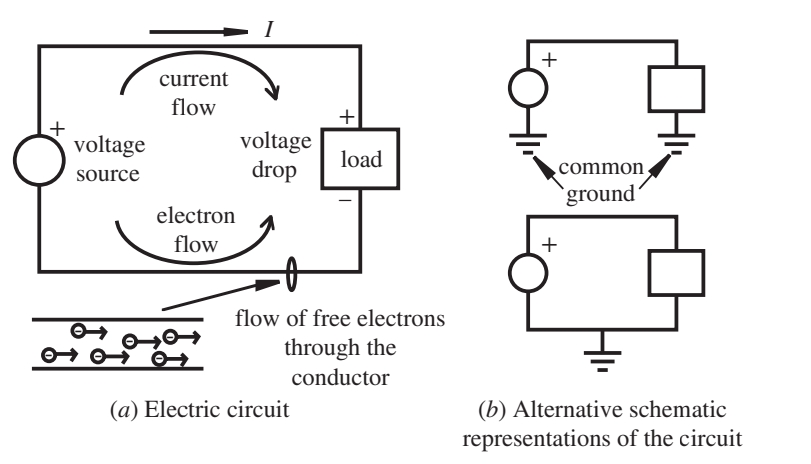 I
current
flow
+
+
voltage
source
voltage
drop
load
−
electron
flow
flow of free electrons
through the
conductor
(a) Electric circuit
+
common
ground
+
(b) Alternative schematic
representations of the circuit